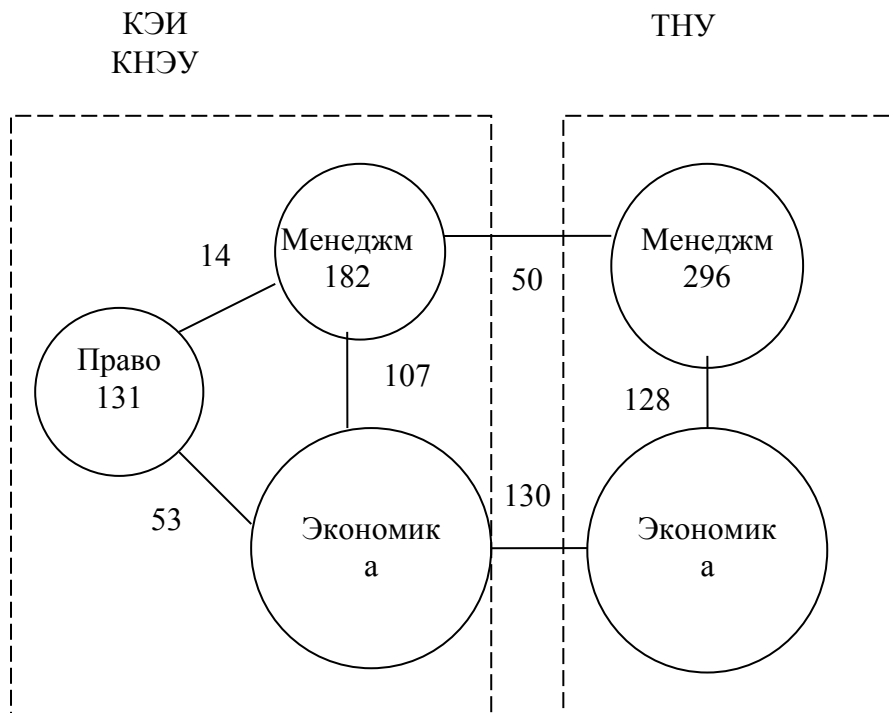 КЭИ
КНЭУ
ТНУ
Менеджм
182
Менеджм
296
14
50
Право
131
107
128
53
130
Экономик
а
Экономик
а